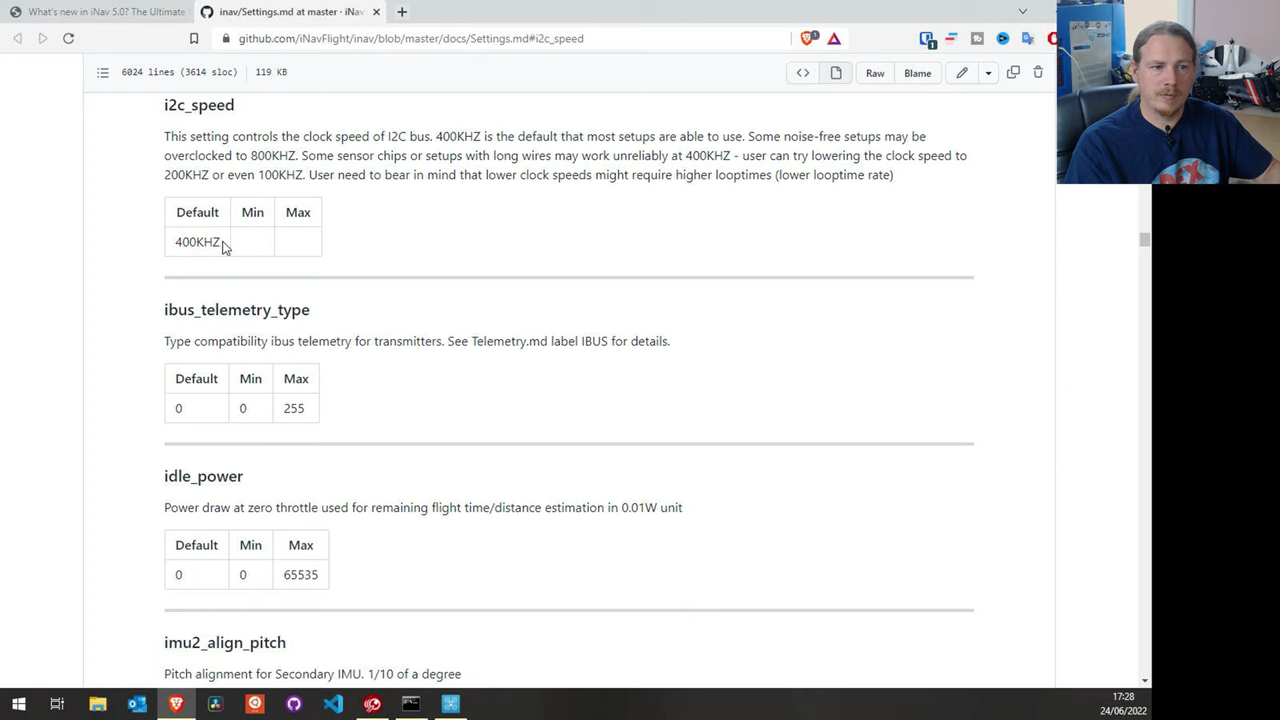 What's new in iNav 5.0? The Ultimate
inav/Settings.md at master · iNav
github.com/iNavFlight/inav/blob/master/docs/Settings.md#i2c_speed
6024 lines (3614 sloc) 119 KB
Raw
Blame
i2c_speed
This setting controls the clock speed of I2C bus. 400KHZ is the default that most setups are able to use. Some noise-free setups may be
overclocked to 800KHZ. Some sensor chips or setups with long wires may work unreliably at 400KHZ - user can try lowering the clock speed to
200KHZ or even 100KHZ. User need to bear in mind that lower clock speeds might require higher looptimes (lower looptime rate)
Default Min Max
400KHZ
ibus_telemetry_type
Type compatibility ibus telemetry for transmitters. See Telemetry.md label IBUS for details.
Default Min Max
0 0 255
idle_power
Power draw at zero throttle used for remaining flight time/distance estimation in 0.01W unit
Default Min Max
0 0 65535
imu2_align_pitch
Pitch alignment for Secondary IMU. 1/10 of a degree
17:28
24/06/2022